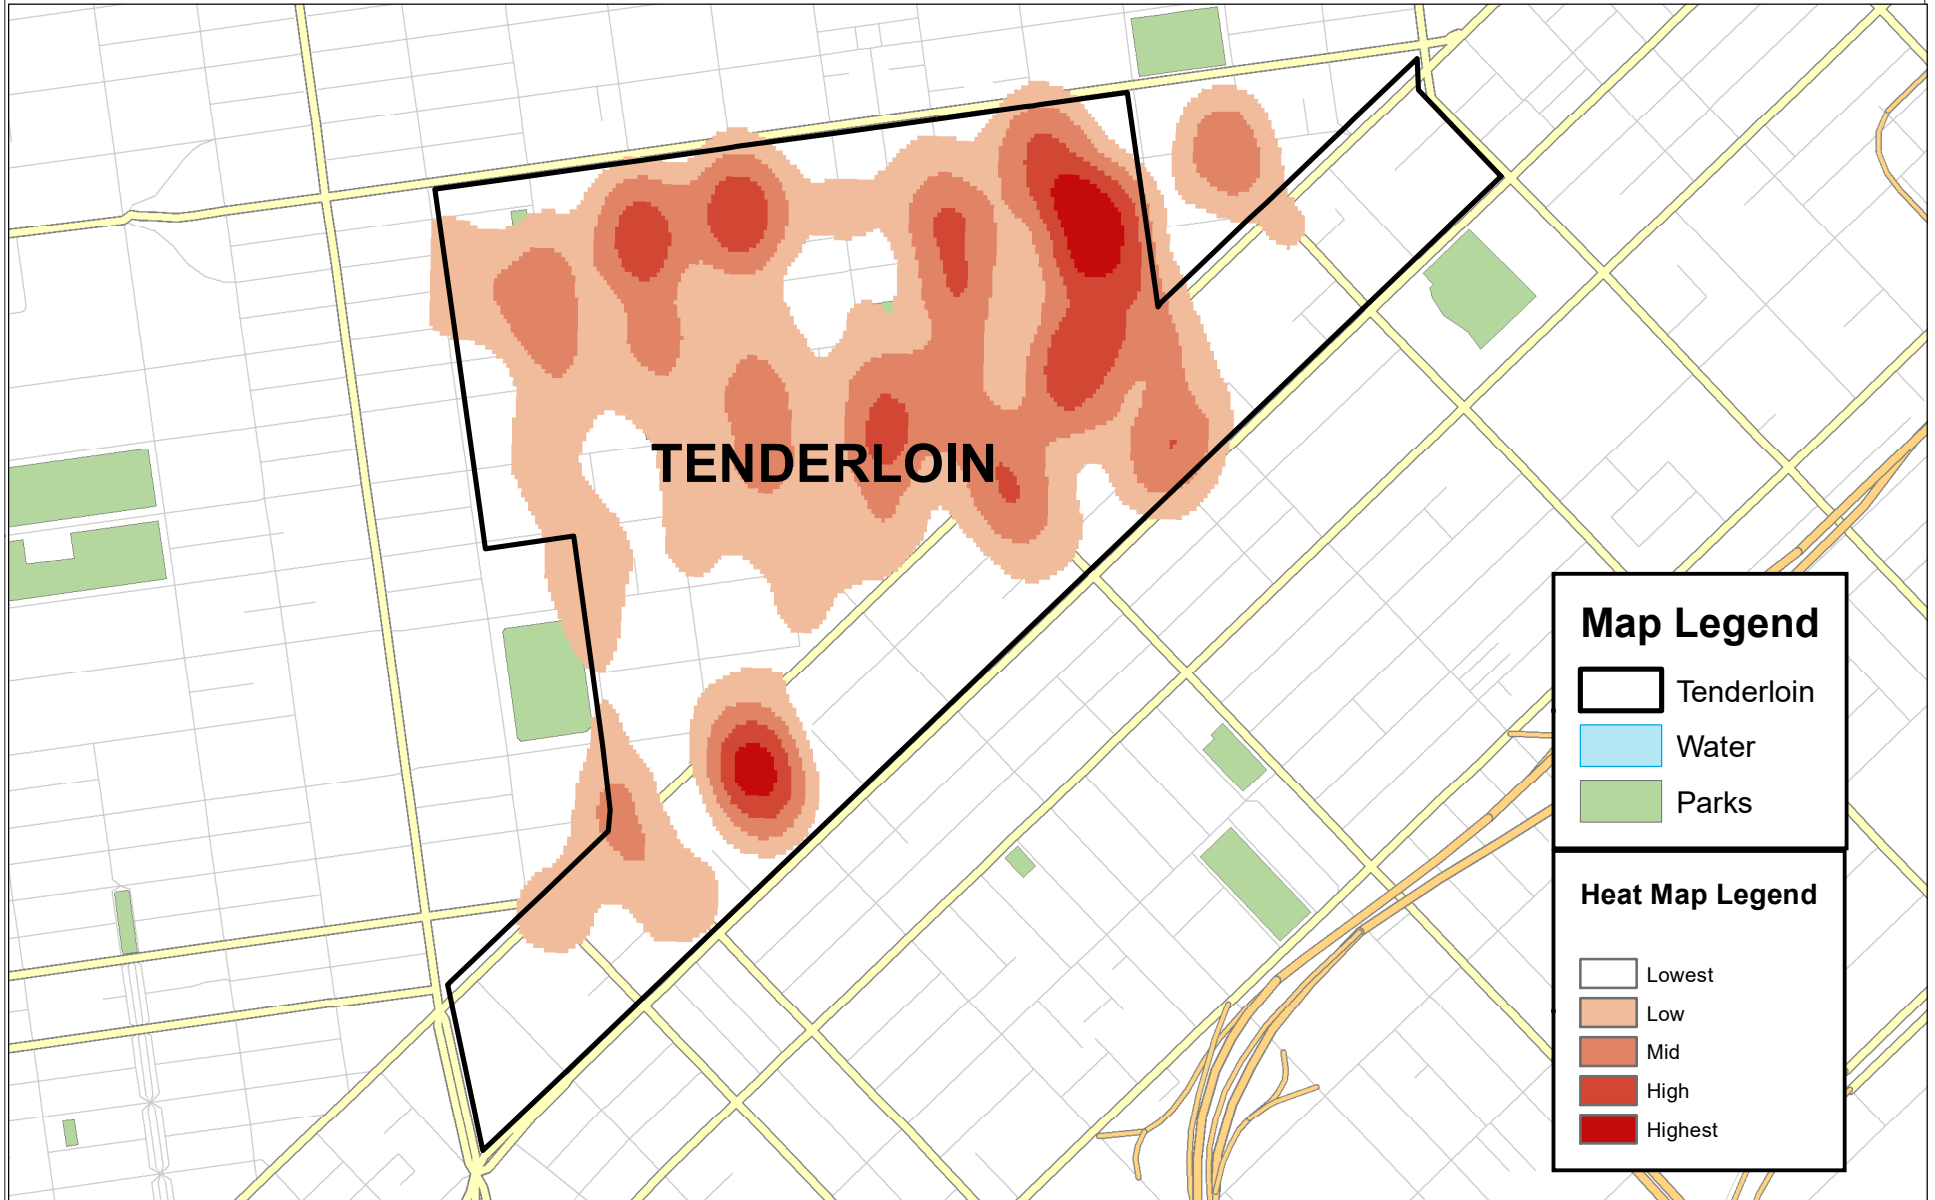 TENDERLOIN
Map Legend
Tenderloin
Water
Parks
Heat Map Legend
Lowest
Low
Mid
High
Highest